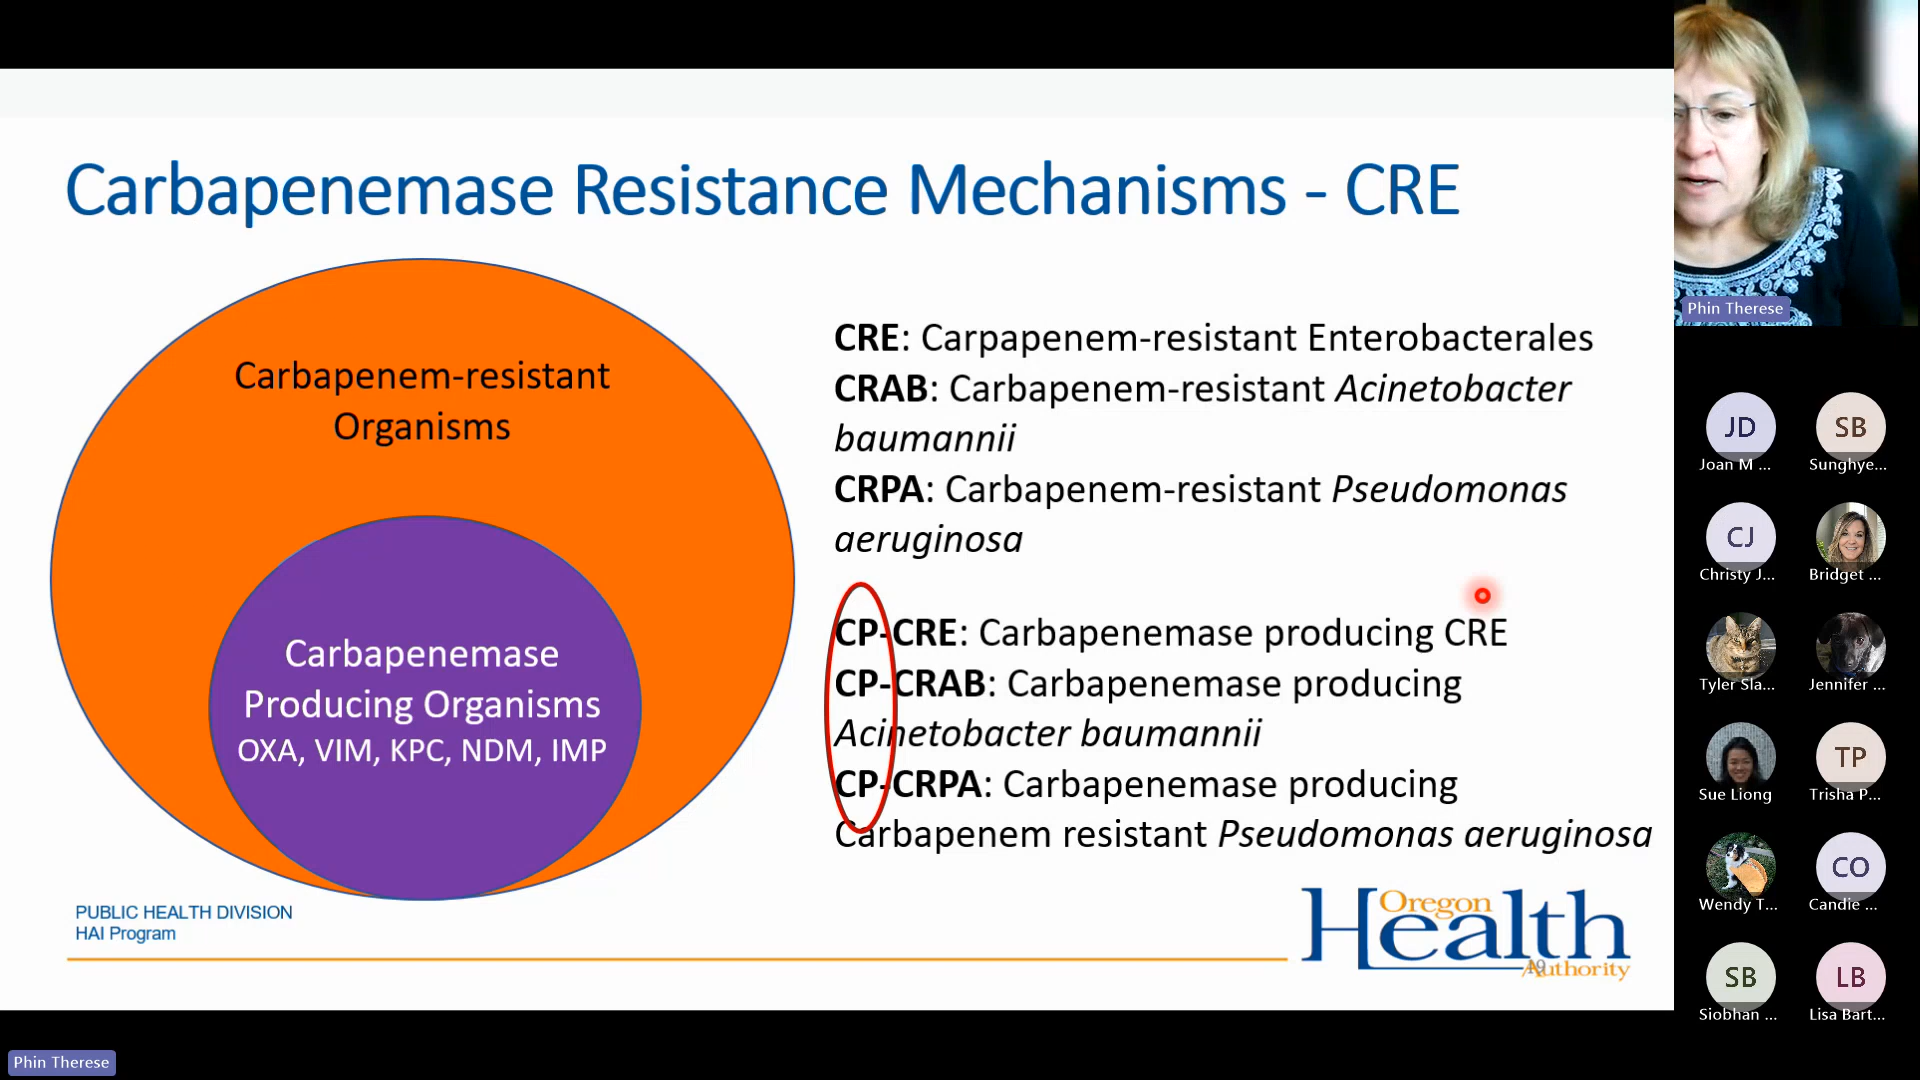 Carbapenemase Resistance Mechanisms - CRE
Carbapenem-resistant
Organisms
Carbapenemase
Producing Organisms
OXA, VIM, KPC, NDM, IMP
CRE: Carpapenem-resistant Enterobacterales
CRAB: Carbapenem-resistant Acinetobacter
baumannii
CRPA: Carbapenem-resistant Pseudomonas
aeruginosa
CP-CRE: Carbapenemase producing CRE
CP-CRAB: Carbapenemase producing
Acinetobacter baumannii
CP-CRPA: Carbapenemase producing
Carbapenem resistant Pseudomonas aeruginosa
PUBLIC HEALTH DIVISION
HAI Program
Oregon
Health
Authority
19
Phin Therese
JD
Joan M ...
SB
Sunghye...
CJ
Christy J...
Bridget ...
Tyler Sla...
Jennifer ...
Sue Liong
TP
Trisha P...
Wendy T...
CO
Candie ...
SB
Siobhan ...
LB
Lisa Bart...
Phin Therese